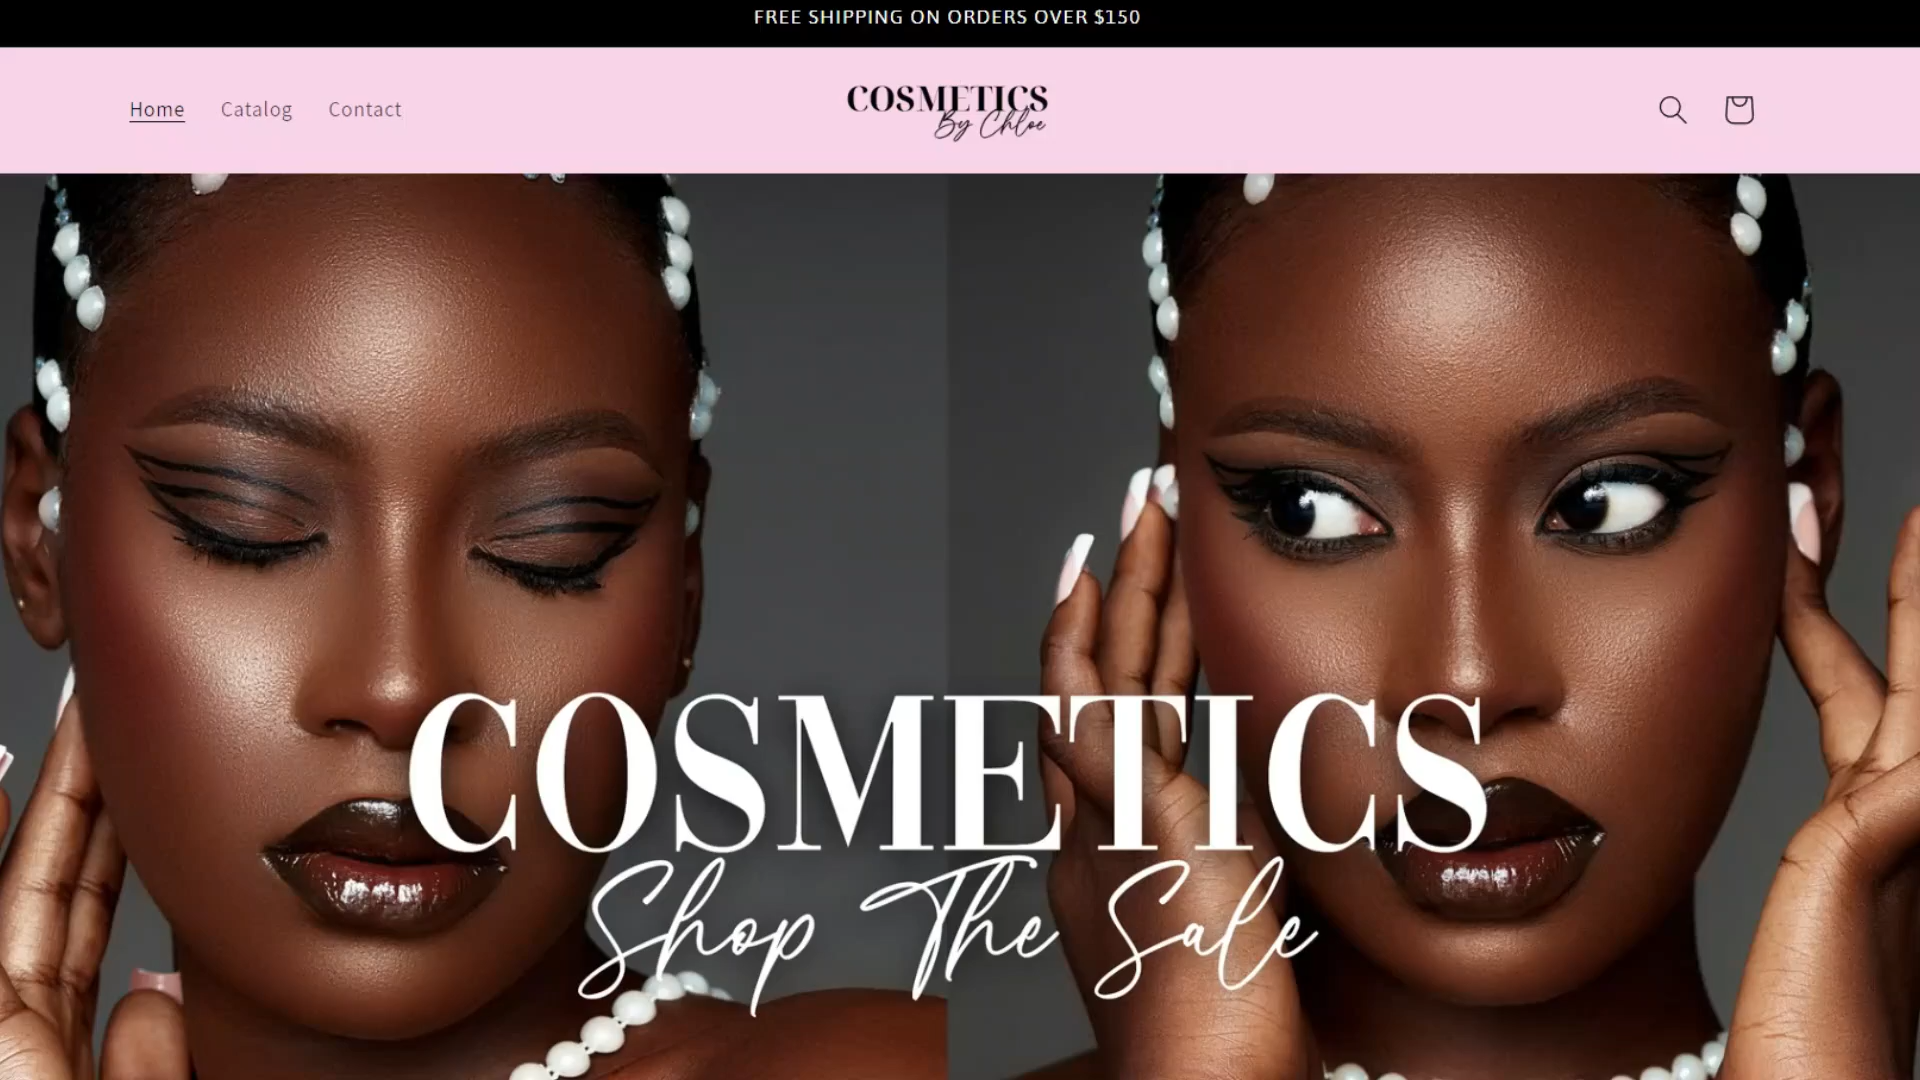 FREE SHIPPING ON ORDERS OVER $150
Home Catalog Contact
COSMETICS
By Chloe
COSMETICS
Shop The Sale